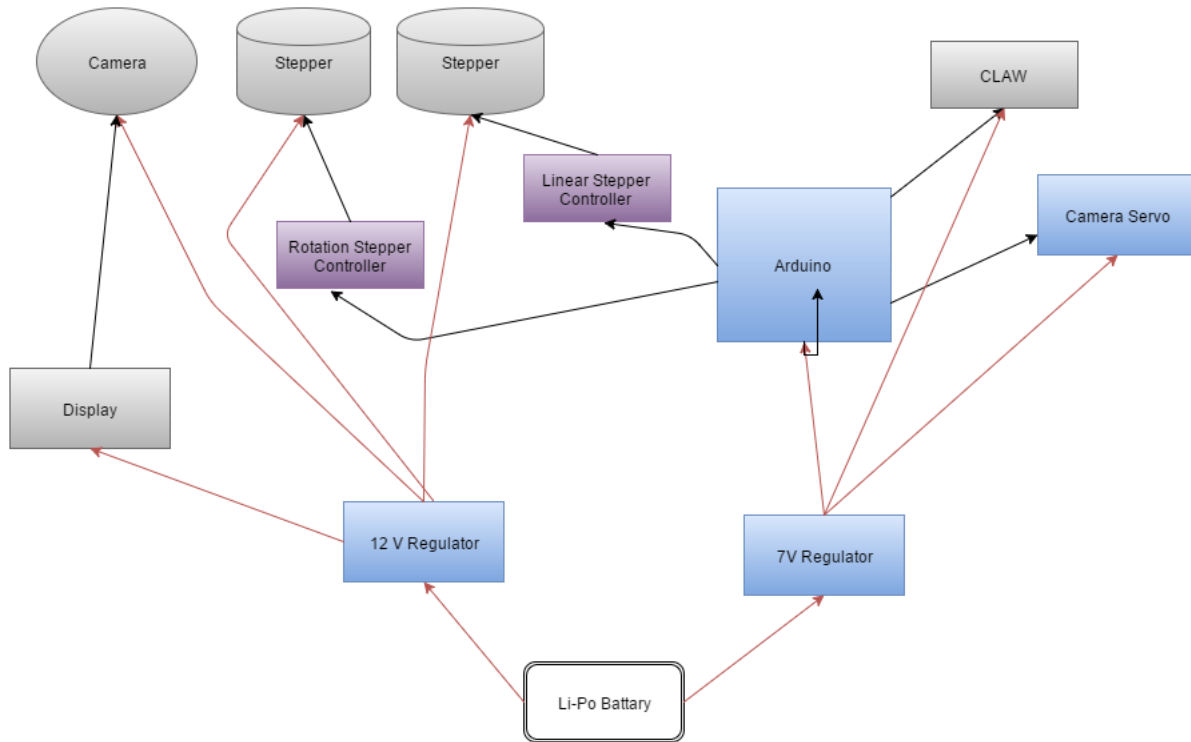 Camera
Stepper
Stepper
CLAW
Linear Stepper
Controller
Camera Servo
Rotation Stepper
Controller
Arduino
Display
12 V Regulator
7V Regulator
Li-Po Battary